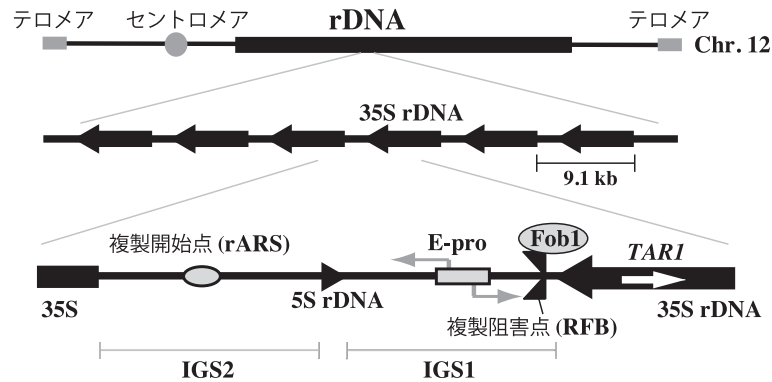 テロメア セントロメア rDNA テロメア
Chr. 12
35S rDNA
9.1 kb
複製開始点 (rARS) E-pro Fob1 TAR1
35S 5S rDNA 35S rDNA
複製阻害点 (RFB)
IGS2 IGS1